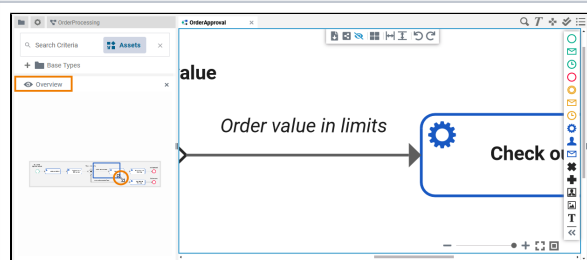 OrderProcessing
OrderApproval
×
Search Criteria
Assets
×
+ Base Types
Overview
×
alue
Order value in limits
Check o
T
T